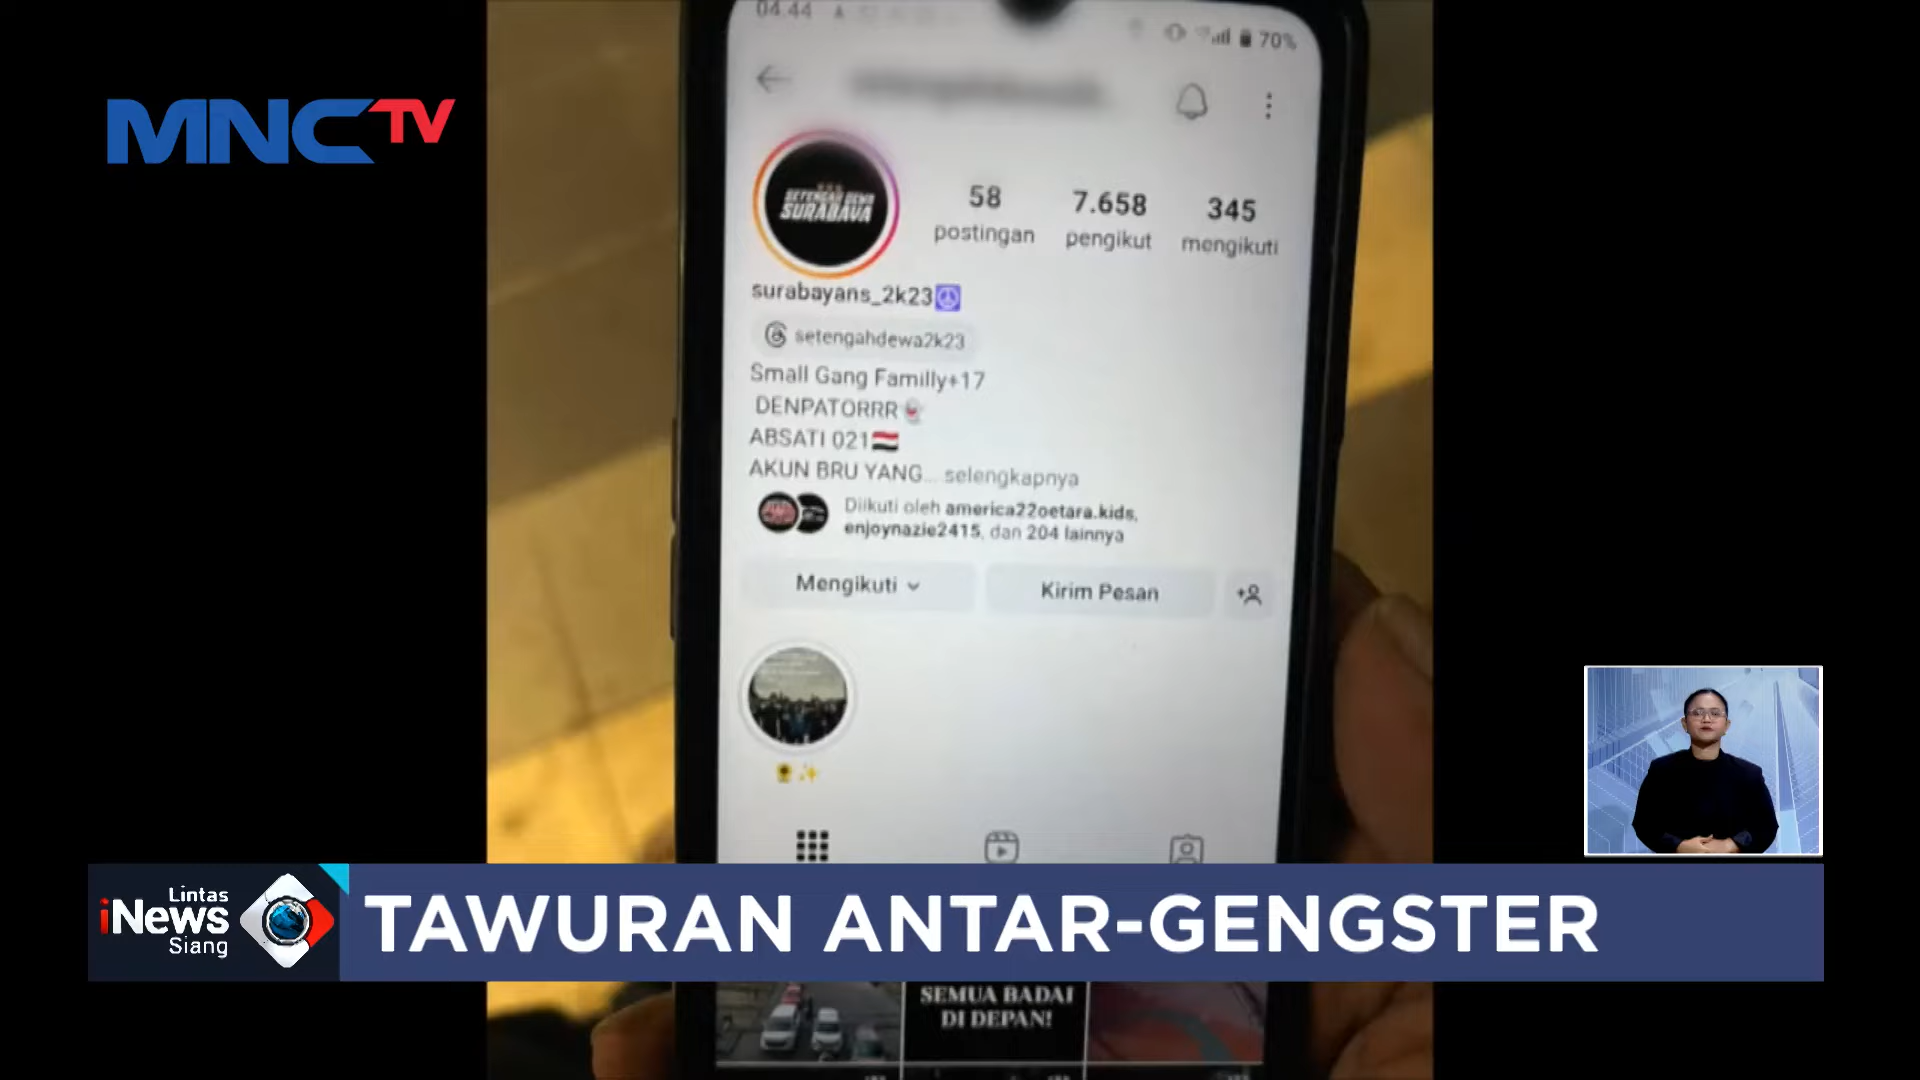 04.44
70%
MNCTV
SETENGAH DEWA
SURABAYA
58
postingan
7.658
pengikut
345
mengikuti
surabayans_2k23
setengahdewa2k23
Small Gang Familly+17
DENPATORRR
ABSATI 021
AKUN BRU YANG... selengkapnya
Diikuti oleh america22oetara.kids,
enjoynazie2415, dan 204 lainnya
Mengikuti
Kirim Pesan
Lintas
iNews
Siang
TAWURAN ANTAR-GENGSTER
SEMUA BADAI
DI DEPAN!